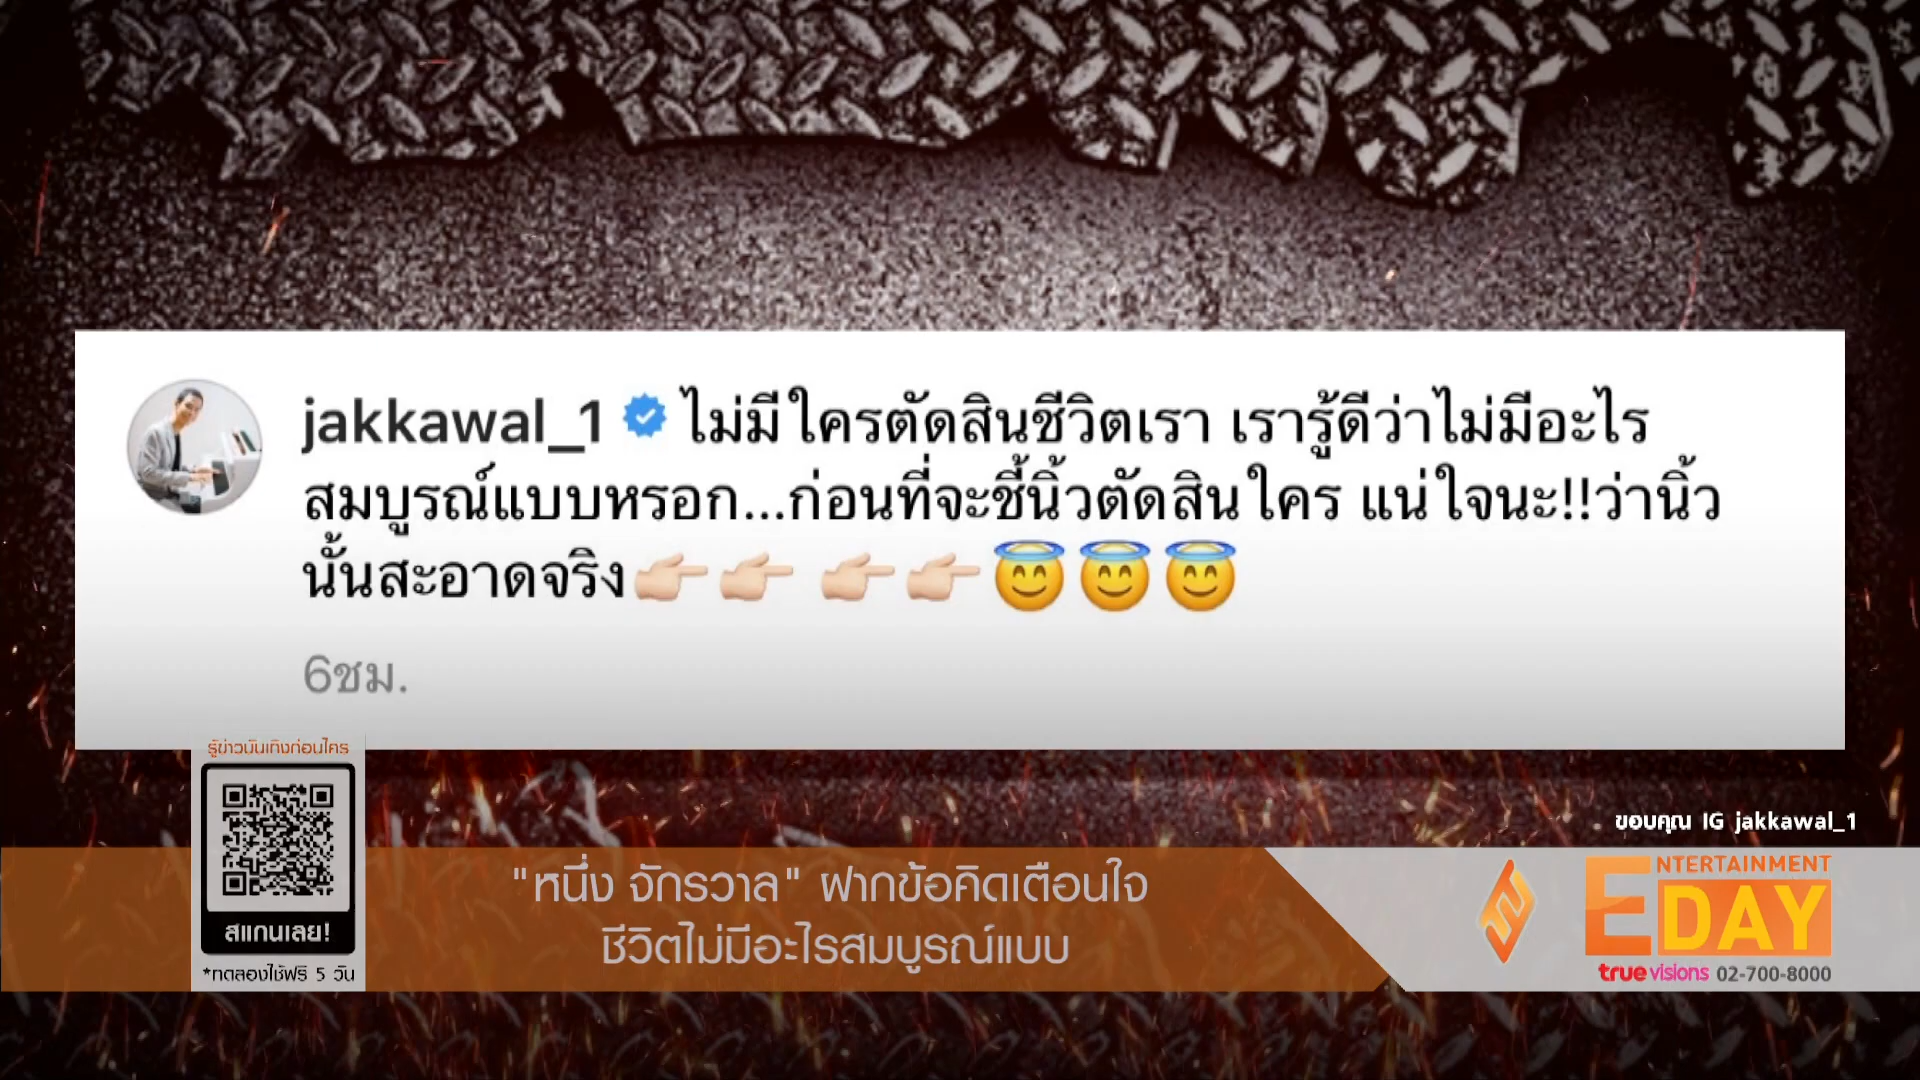 jakkawal_1 ไม่มีใครตัดสินชีวิตเรา เรารู้ดีว่าไม่มีอะไร
สมบูรณ์แบบหรอก...ก่อนที่จะชี้นิ้วตัดสินใคร แน่ใจนะ!!ว่านิ้ว
นั้นสะอาดจริง👉🏻👉🏻 👉🏻👉🏻😇😇😇
6ชม.
รู้ข่าวบันเทิงก่อนใคร
สแกนเลย!
*ทดลองใช้ฟรี 5 วัน
ขอบคุณ IG jakkawal_1
"หนึ่ง จักรวาล" ฝากข้อคิดเตือนใจ
ชีวิตไม่มีอะไรสมบูรณ์แบบ
ENTERTAINMENT
DAY
truevisions 02-700-8000